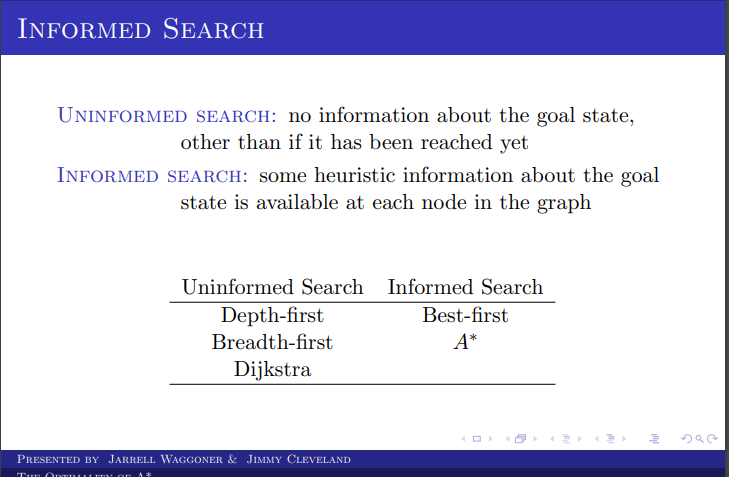 Informed Search
Uninformed search: no information about the goal state,
other than if it has been reached yet
Informed search: some heuristic information about the goal
state is available at each node in the graph
Uninformed Search Informed Search
Depth-first Best-first
Breadth-first A*
Dijkstra
Presented by Jarrell Waggoner & Jimmy Cleveland
The Optimality of A*